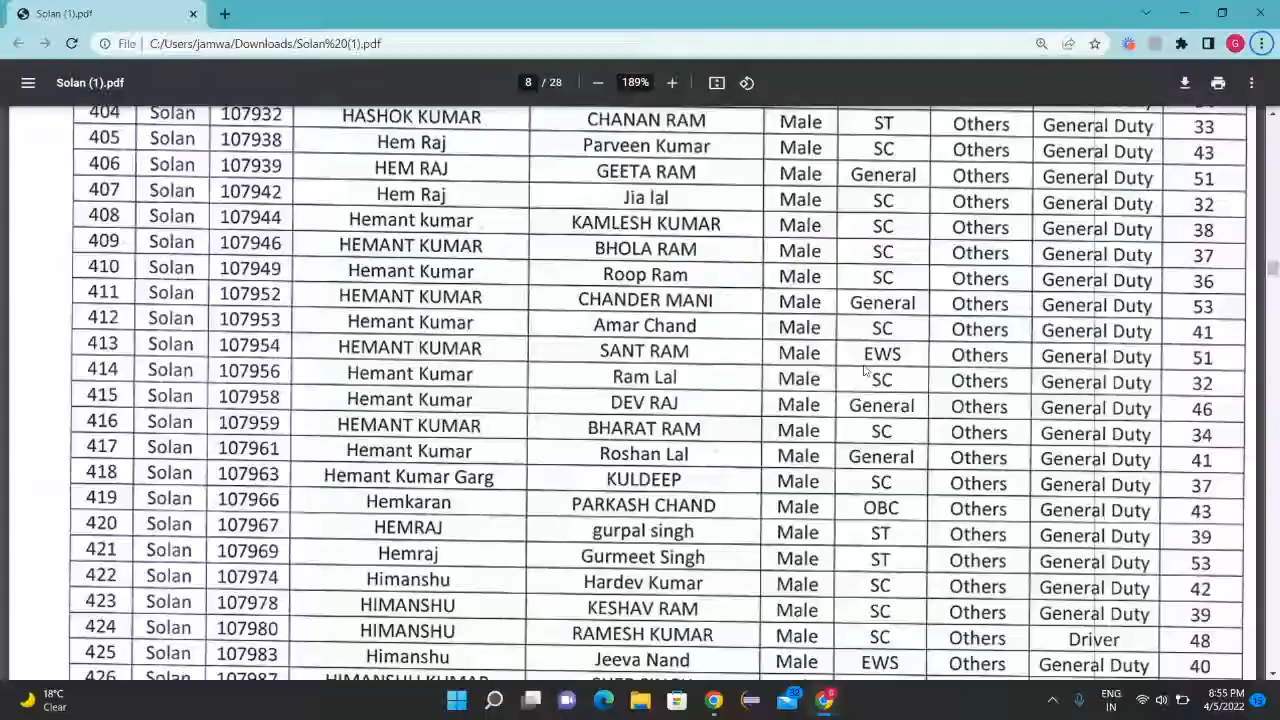 Solan (1).pdf
File C:/Users/jamwa/Downloads/Solan%20(1).pdf G
Solan (1).pdf 8 / 28 189%
404 Solan 107932 HASHOK KUMAR CHANAN RAM Male ST Others General Duty 33
405 Solan 107938 Hem Raj Parveen Kumar Male SC Others General Duty 43
406 Solan 107939 HEM RAJ GEETA RAM Male General Others General Duty 51
407 Solan 107942 Hem Raj Jia lal Male SC Others General Duty 32
408 Solan 107944 Hemant kumar KAMLESH KUMAR Male SC Others General Duty 38
409 Solan 107946 HEMANT KUMAR BHOLA RAM Male SC Others General Duty 37
410 Solan 107949 Hemant Kumar Roop Ram Male SC Others General Duty 36
411 Solan 107952 HEMANT KUMAR CHANDER MANI Male General Others General Duty 53
412 Solan 107953 Hemant Kumar Amar Chand Male SC Others General Duty 41
413 Solan 107954 HEMANT KUMAR SANT RAM Male EWS Others General Duty 51
414 Solan 107956 Hemant Kumar Ram Lal Male SC Others General Duty 32
415 Solan 107958 Hemant Kumar DEV RAJ Male General Others General Duty 46
416 Solan 107959 HEMANT KUMAR BHARAT RAM Male SC Others General Duty 34
417 Solan 107961 Hemant Kumar Roshan Lal Male General Others General Duty 41
418 Solan 107963 Hemant Kumar Garg KULDEEP Male SC Others General Duty 37
419 Solan 107966 Hemkaran PARKASH CHAND Male OBC Others General Duty 43
420 Solan 107967 HEMRAJ gurpal singh Male ST Others General Duty 39
421 Solan 107969 Hemraj Gurmeet Singh Male ST Others General Duty 53
422 Solan 107974 Himanshu Hardev Kumar Male SC Others General Duty 42
423 Solan 107978 HIMANSHU KESHAV RAM Male SC Others General Duty 39
424 Solan 107980 HIMANSHU RAMESH KUMAR Male SC Others Driver 48
425 Solan 107983 Himanshu Jeeva Nand Male EWS Others General Duty 40
18°C ENG 8:55 PM
Clear IN 4/5/2022